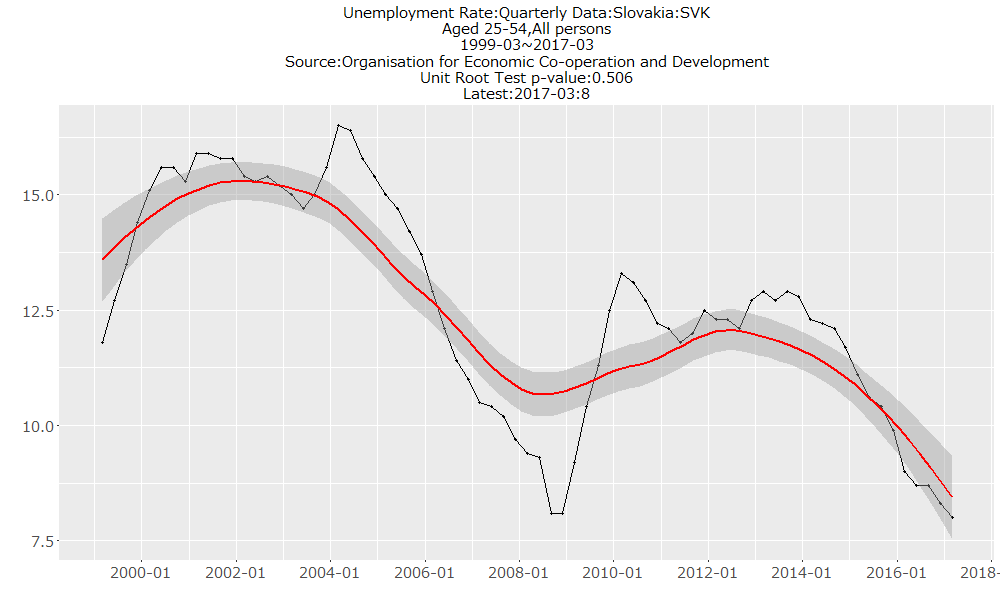 Unemployment Rate:Quarterly Data:Slovakia:SVK
Aged 25-54,All persons
1999-03~2017-03
Source:Organisation for Economic Co-operation and Development
Unit Root Test p-value:0.506
Latest:2017-03:8
15.0
12.5
10.0
7.5
2000-01 2002-01 2004-01 2006-01 2008-01 2010-01 2012-01 2014-01 2016-01 2018-